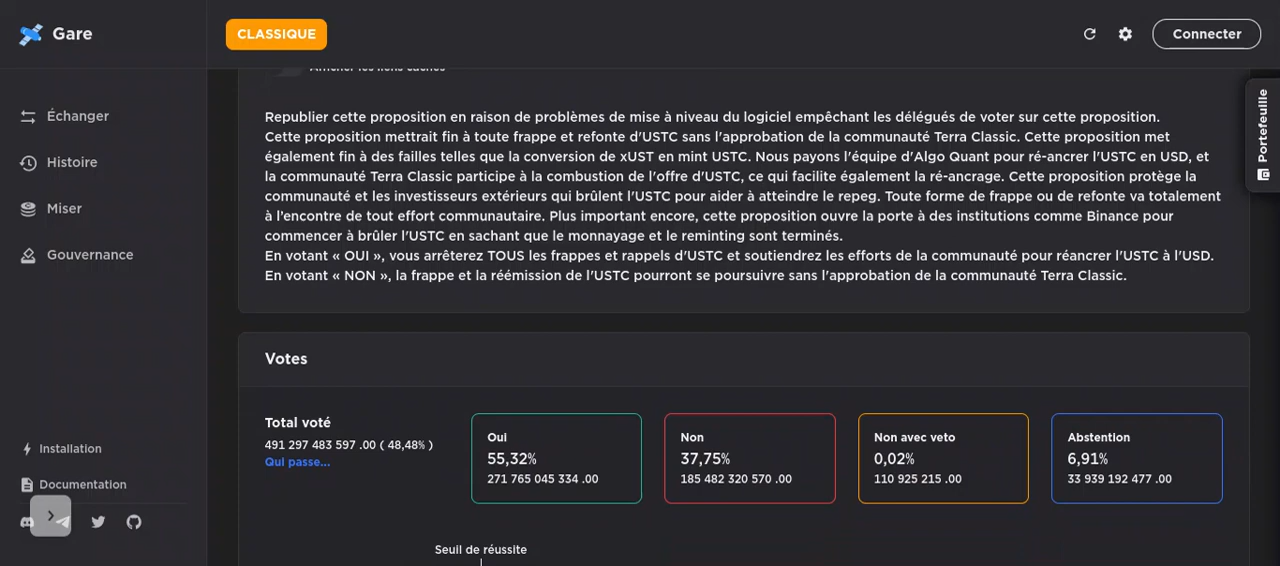 Gare
CLASSIQUE
Connecter
Afficher les liens cachés
Échanger
Histoire
Miser
Gouvernance
Installation
Documentation
Portefeuille
Republier cette proposition en raison de problèmes de mise à niveau du logiciel empêchant les délégués de voter sur cette proposition.
Cette proposition mettrait fin à toute frappe et refonte d'USTC sans l'approbation de la communauté Terra Classic. Cette proposition met
également fin à des failles telles que la conversion de xUST en mint USTC. Nous payons l'équipe d'Algo Quant pour ré-ancrer l'USTC en USD, et
la communauté Terra Classic participe à la combustion de l'offre d'USTC, ce qui facilite également la ré-ancrage. Cette proposition protège la
communauté et les investisseurs extérieurs qui brûlent l'USTC pour aider à atteindre le repeg. Toute forme de frappe ou de refonte va totalement
à l'encontre de tout effort communautaire. Plus important encore, cette proposition ouvre la porte à des institutions comme Binance pour
commencer à brûler l'USTC en sachant que le monnayage et le reminting sont terminés.
En votant « OUI », vous arrêterez TOUS les frappes et rappels d'USTC et soutiendrez les efforts de la communauté pour réancrer l'USTC à l'USD.
En votant « NON », la frappe et la réémission de l'USTC pourront se poursuivre sans l'approbation de la communauté Terra Classic.
Votes
Total voté
491 297 483 597 .00 ( 48,48% )
Qui passe...
Oui
55,32%
271 765 045 334 .00
Non
37,75%
185 482 320 570 .00
Non avec veto
0,02%
110 925 215 .00
Abstention
6,91%
33 939 192 477 .00
Seuil de réussite